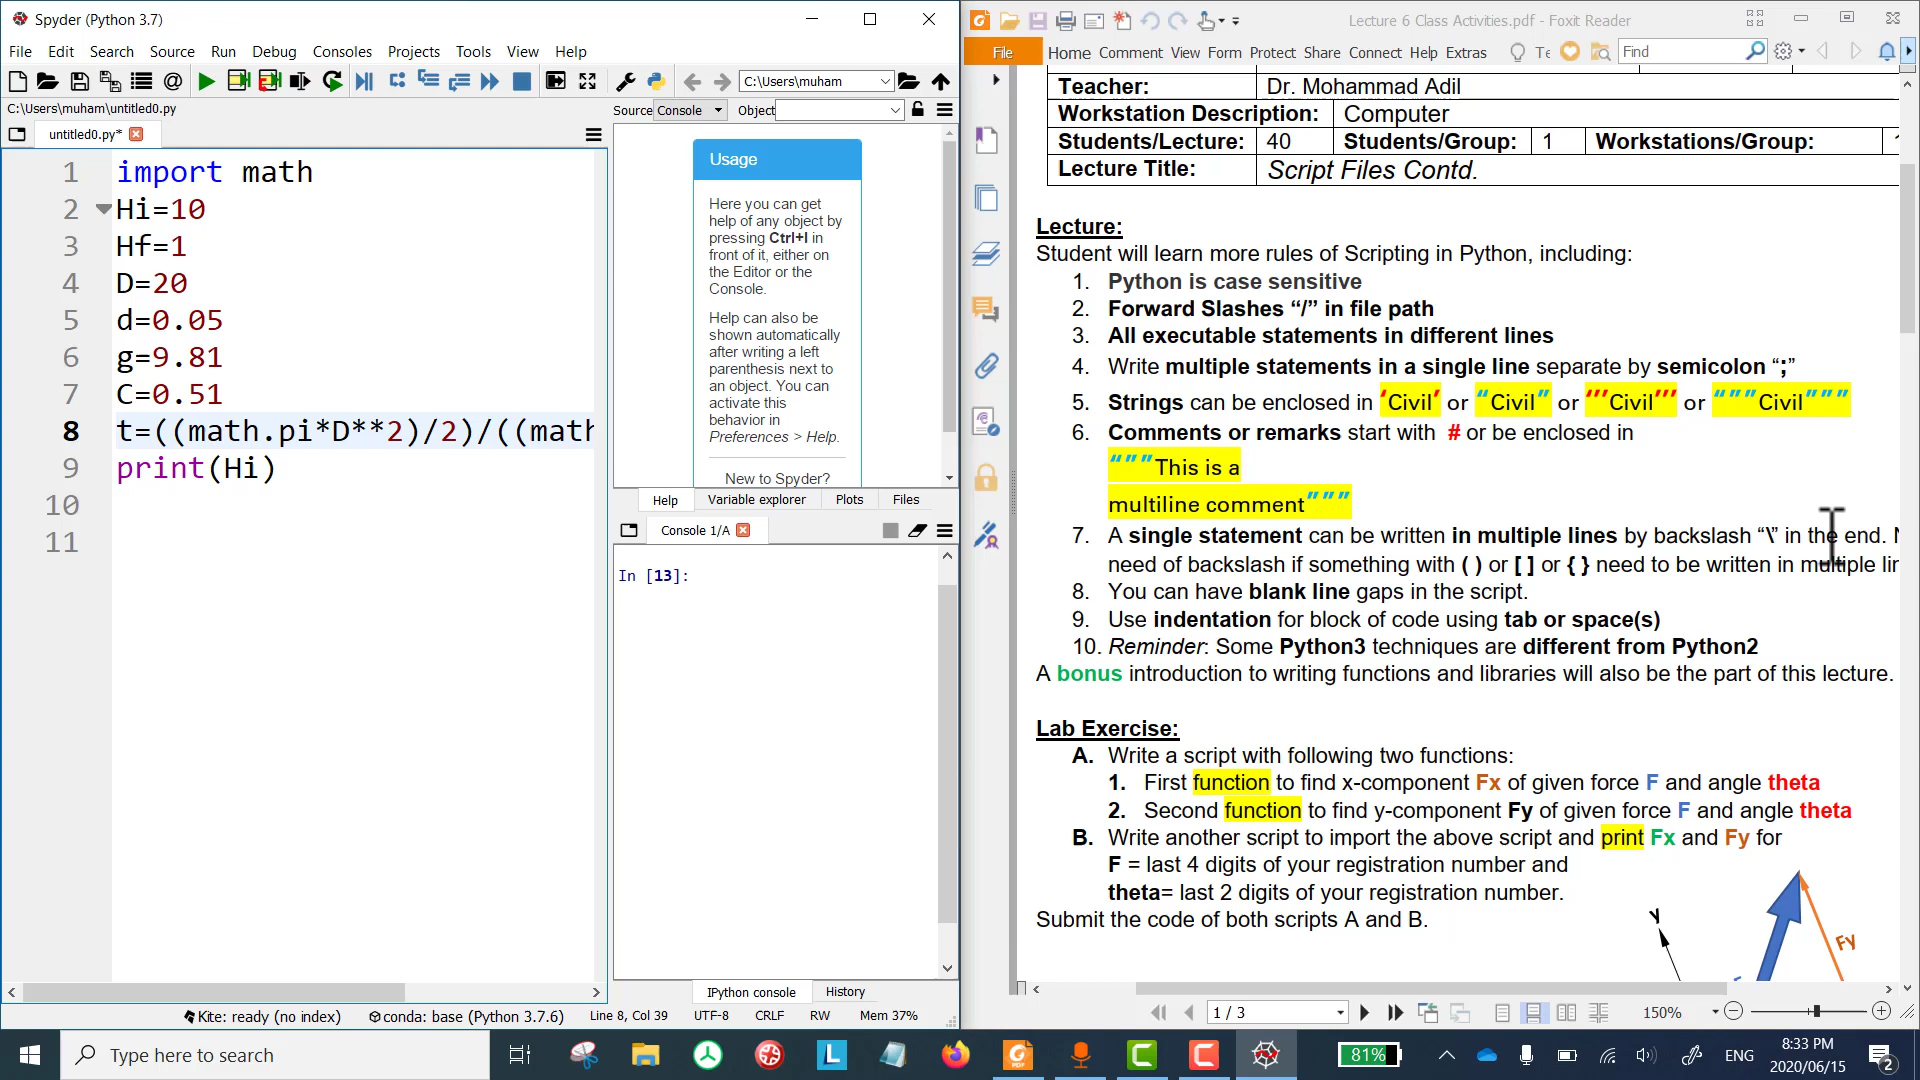 Spyder (Python 3.7)
File Edit Search Source Run Debug Consoles Projects Tools View Help
C:\Users\muham
C:\Users\muham\untitled0.py
untitled0.py*
1 import math
2 Hi=10
3 Hf=1
4 D=20
5 d=0.05
6 g=9.81
7 C=0.51
8 t=((math.pi*D**2)/2)/((math
9 print(Hi)
10
11
Source Console Object
Usage
Here you can get
help of any object by
pressing Ctrl+I in
front of it, either on
the Editor or the
Console.
Help can also be
shown automatically
after writing a left
parenthesis next to
an object. You can
activate this
behavior in
Preferences > Help.
New to Spyder?
Help Variable explorer Plots Files
Console 1/A
In [13]:
IPython console History
Kite: ready (no index) conda: base (Python 3.7.6) Line 8, Col 39 UTF-8 CRLF RW Mem 37%
Lecture 6 Class Activities.pdf - Foxit Reader
File Home Comment View Form Protect Share Connect Help Extras Te Find
Teacher: Dr. Mohammad Adil
Workstation Description: Computer
Students/Lecture: 40 Students/Group: 1 Workstations/Group:
Lecture Title: Script Files Contd.
Lecture:
Student will learn more rules of Scripting in Python, including:
1. Python is case sensitive
2. Forward Slashes “/” in file path
3. All executable statements in different lines
4. Write multiple statements in a single line separate by semicolon “;”
5. Strings can be enclosed in ‘Civil’ or “Civil” or ’’’Civil’’’ or “““Civil”””
6. Comments or remarks start with # or be enclosed in
”””This is a
multiline comment”””
7. A single statement can be written in multiple lines by backslash “\” in the end. N
need of backslash if something with ( ) or [ ] or { } need to be written in multiple lin
8. You can have blank line gaps in the script.
9. Use indentation for block of code using tab or space(s)
10. Reminder: Some Python3 techniques are different from Python2
A bonus introduction to writing functions and libraries will also be the part of this lecture.
Lab Exercise:
A. Write a script with following two functions:
1. First function to find x-component Fx of given force F and angle theta
2. Second function to find y-component Fy of given force F and angle theta
B. Write another script to import the above script and print Fx and Fy for
F = last 4 digits of your registration number and
theta= last 2 digits of your registration number.
Submit the code of both scripts A and B.
y
Fy
1 / 3 150%
Type here to search
81%
ENG
8:33 PM
2020/06/15
2